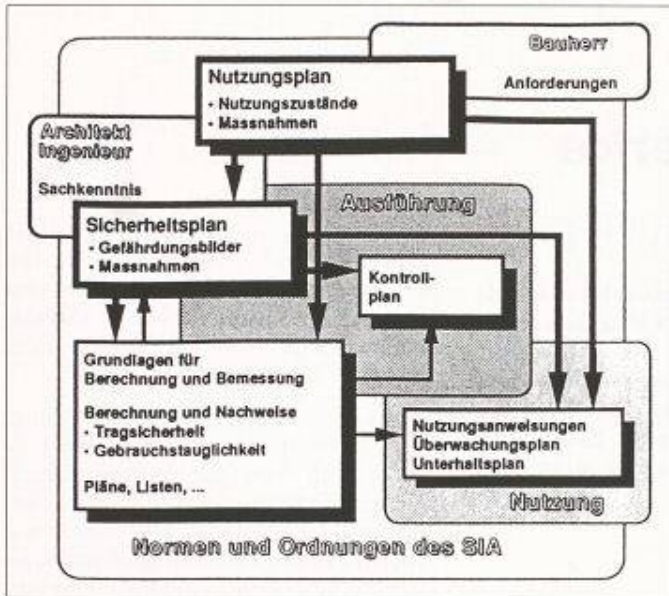 Bauherr
Anforderungen
Nutzungsplan
• Nutzungszustände
• Massnahmen
Architekt
Ingenieur
Sachkenntnis
Ausführung
Sicherheitsplan
• Gefährdungsbilder
• Massnahmen
Kontroll-
plan
Grundlagen für
Berechnung und Bemessung
Berechnung und Nachweise
• Tragsicherheit
• Gebrauchstauglichkeit
Pläne, Listen, ...
Nutzungsanweisungen
Überwachungsplan
Unterhaltsplan
Nutzung
Normen und Ordnungen des SIA